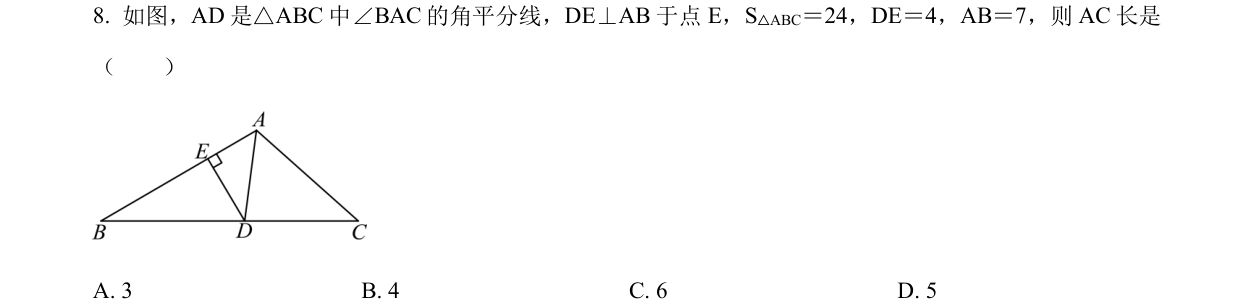 8. 如图，AD 是△ABC 中∠BAC 的角平分线，DE⊥AB 于点 E，S△ABC＝24，DE＝4，AB＝7，则 AC 长是
（　　）
A
E
B
D
C
A. 3
B. 4
C. 6
D. 5